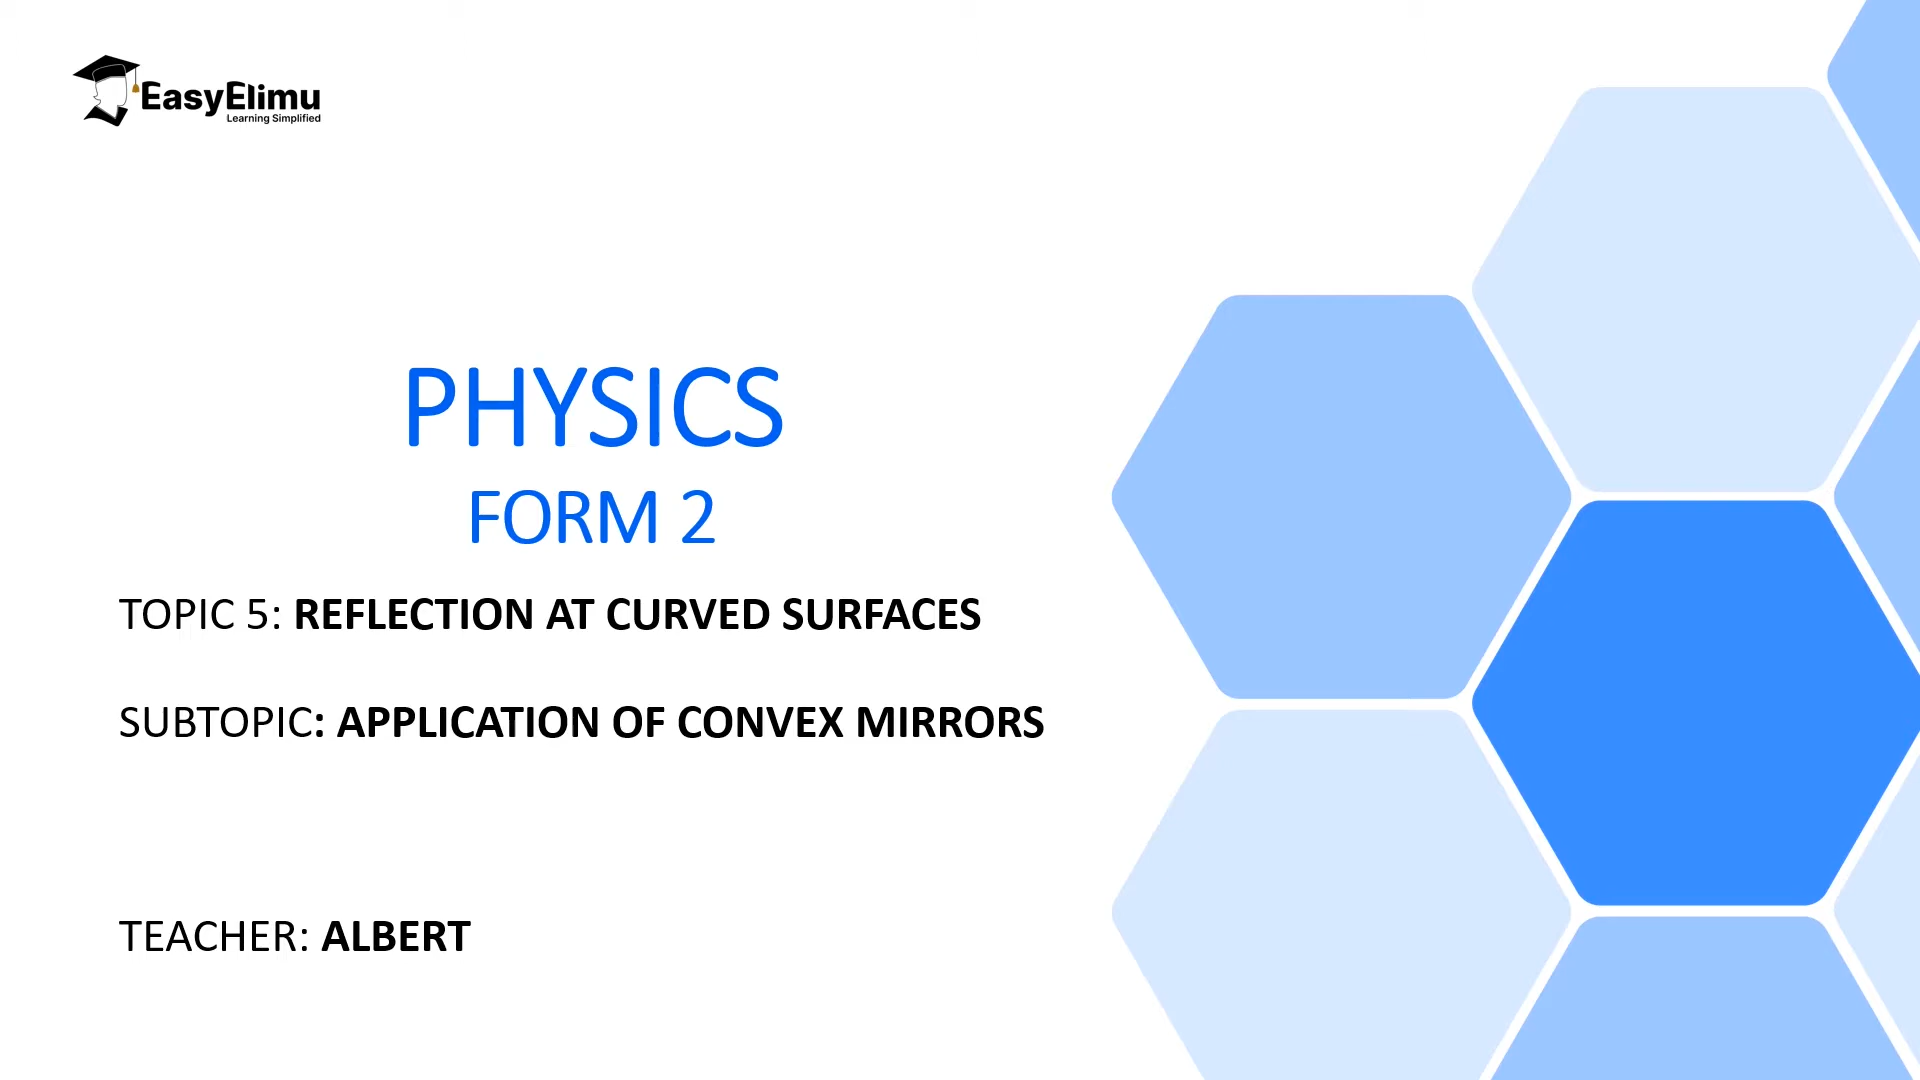 EasyElimu
Learning Simplified
PHYSICS
FORM 2
TOPIC 5: REFLECTION AT CURVED SURFACES
SUBTOPIC: APPLICATION OF CONVEX MIRRORS
TEACHER: ALBERT